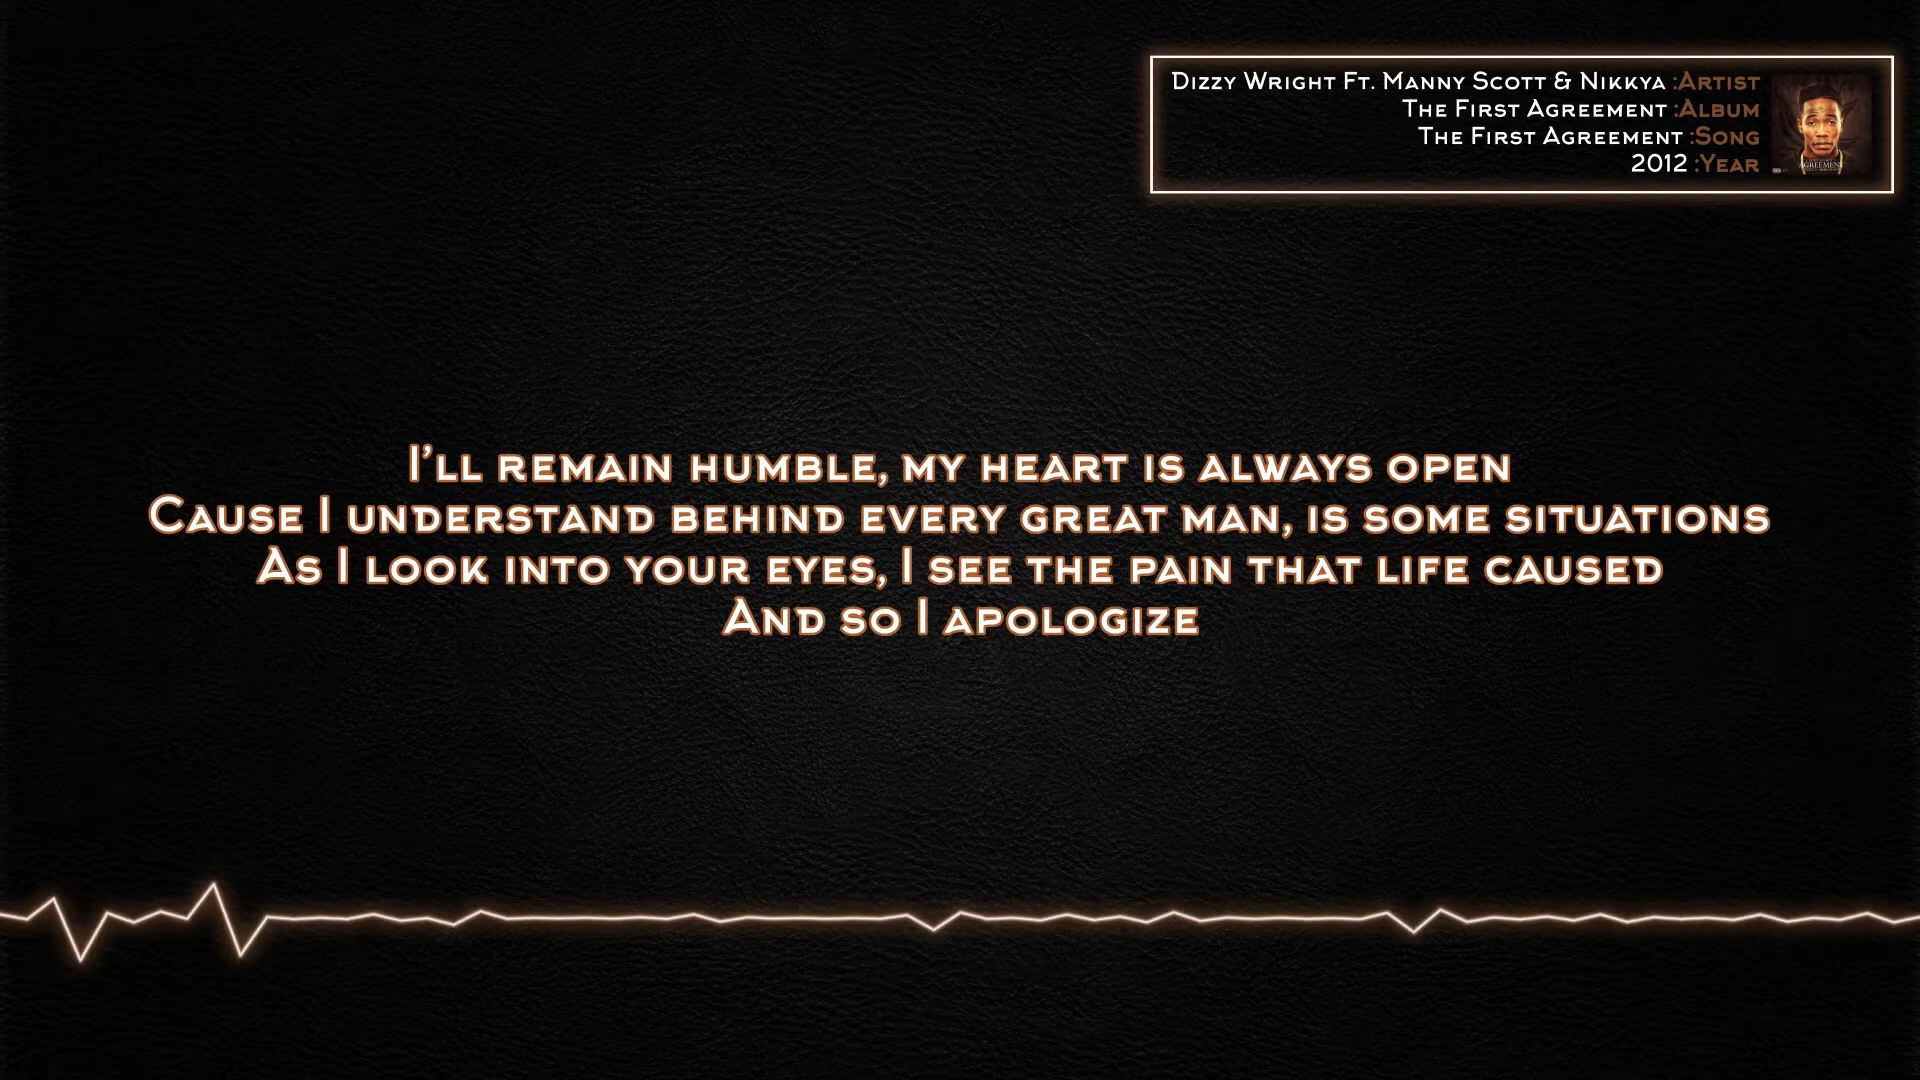 Dizzy Wright Ft. Manny Scott & Nikkya :Artist
The First Agreement :Album
The First Agreement :Song
2012 :Year
AGREEMENT
I'll remain humble, my heart is always open
Cause I understand behind every great man, is some situations
As I look into your eyes, I see the pain that life caused
And so I apologize